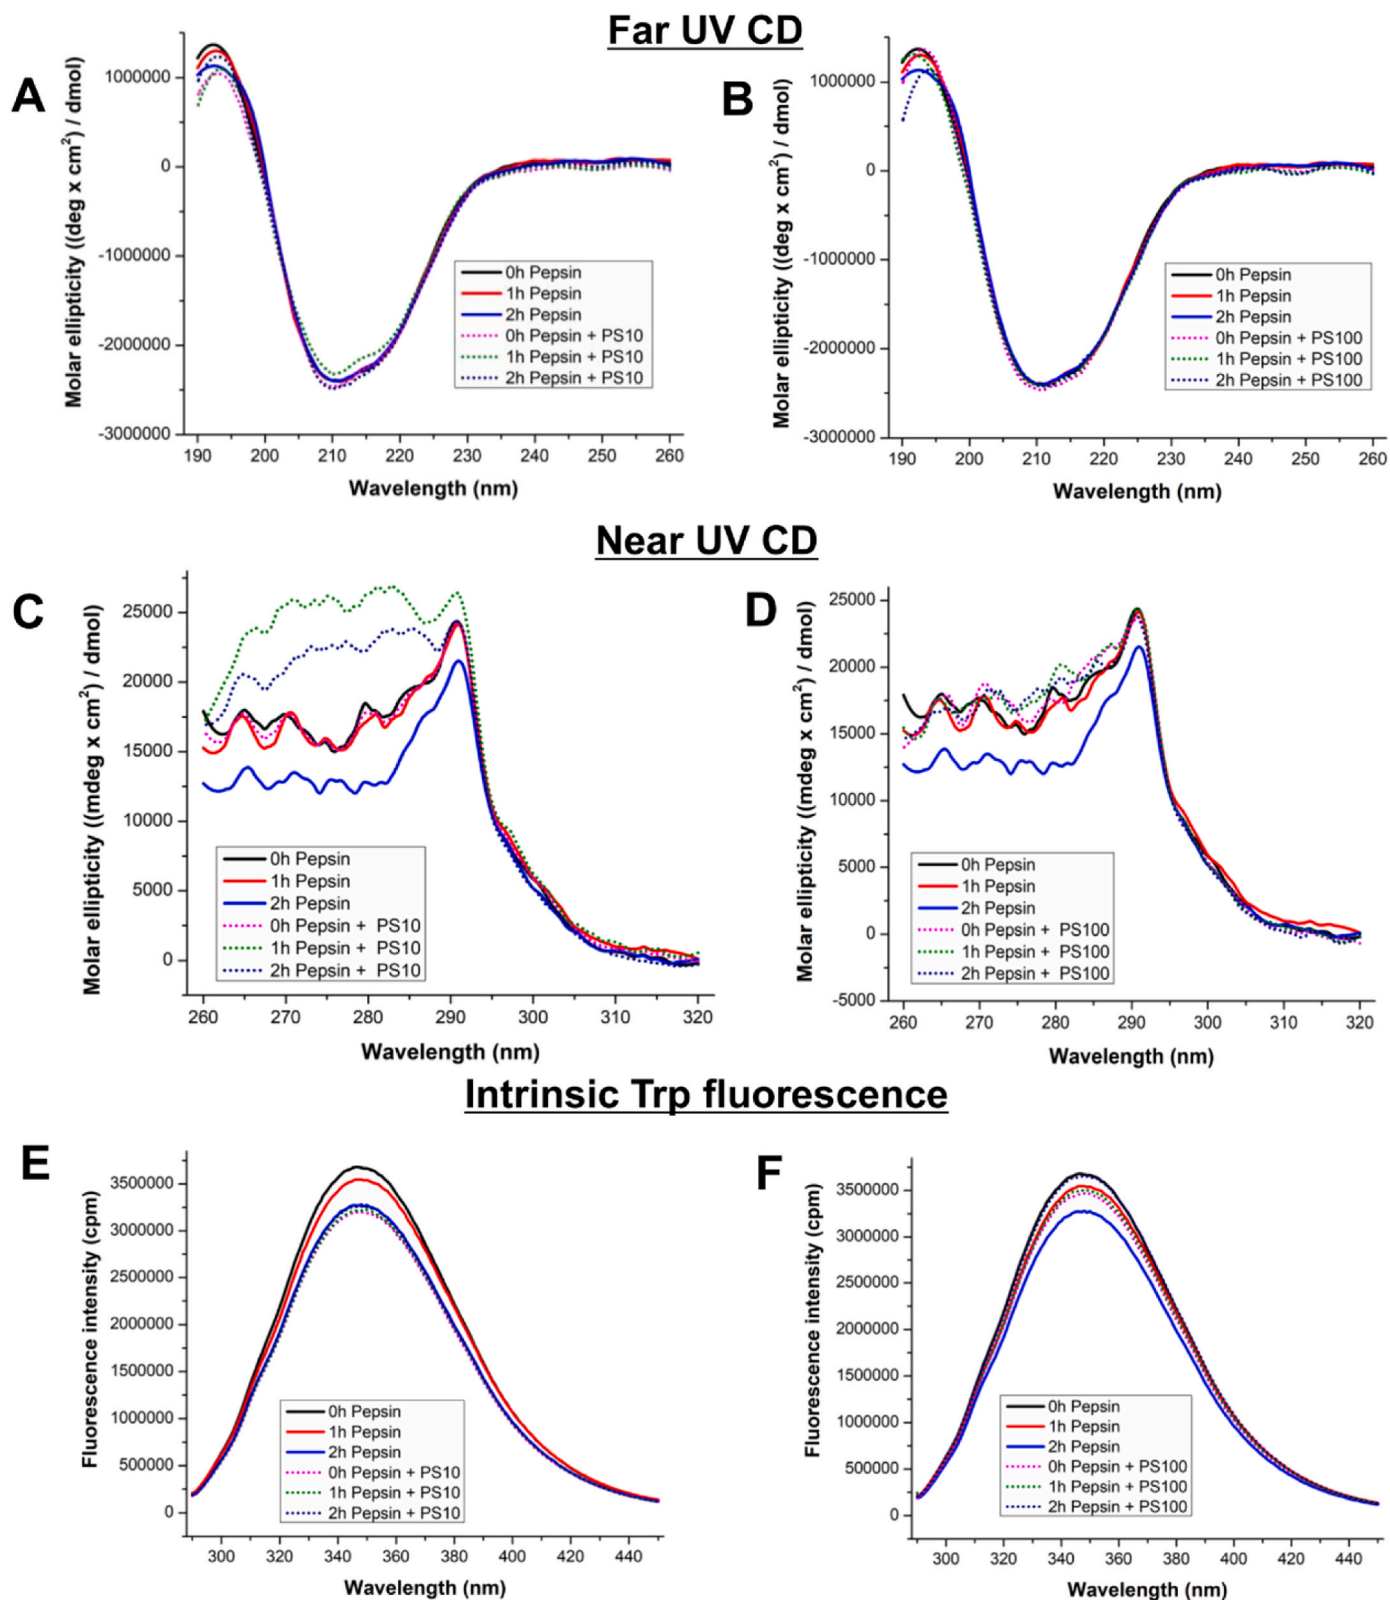 Far UV CD
A
Molar ellipticity ((deg x cm²) / dmol)
1000000
0
-1000000
-2000000
-3000000
190 200 210 220 230 240 250 260
Wavelength (nm)
0h Pepsin
1h Pepsin
2h Pepsin
0h Pepsin + PS10
1h Pepsin + PS10
2h Pepsin + PS10
B
Molar ellipticity ((deg x cm²) / dmol)
1000000
0
-1000000
-2000000
-3000000
190 200 210 220 230 240 250 260
Wavelength (nm)
0h Pepsin
1h Pepsin
2h Pepsin
0h Pepsin + PS100
1h Pepsin + PS100
2h Pepsin + PS100
Near UV CD
C
Molar ellipticity ((mdeg x cm²) / dmol)
25000
20000
15000
10000
5000
0
260 270 280 290 300 310 320
Wavelength (nm)
0h Pepsin
1h Pepsin
2h Pepsin
0h Pepsin + PS10
1h Pepsin + PS10
2h Pepsin + PS10
D
Molar ellipticity ((mdeg x cm²) / dmol)
25000
20000
15000
10000
5000
0
-5000
260 270 280 290 300 310 320
Wavelength (nm)
0h Pepsin
1h Pepsin
2h Pepsin
0h Pepsin + PS100
1h Pepsin + PS100
2h Pepsin + PS100
Intrinsic Trp fluorescence
E
Fluorescence intensity (cpm)
3500000
3000000
2500000
2000000
1500000
1000000
500000
0
300 320 340 360 380 400 420 440
Wavelength (nm)
0h Pepsin
1h Pepsin
2h Pepsin
0h Pepsin + PS10
1h Pepsin + PS10
2h Pepsin + PS10
F
Fluorescence intensity (cpm)
3500000
3000000
2500000
2000000
1500000
1000000
500000
0
300 320 340 360 380 400 420 440
Wavelength (nm)
0h Pepsin
1h Pepsin
2h Pepsin
0h Pepsin + PS100
1h Pepsin + PS100
2h Pepsin + PS100